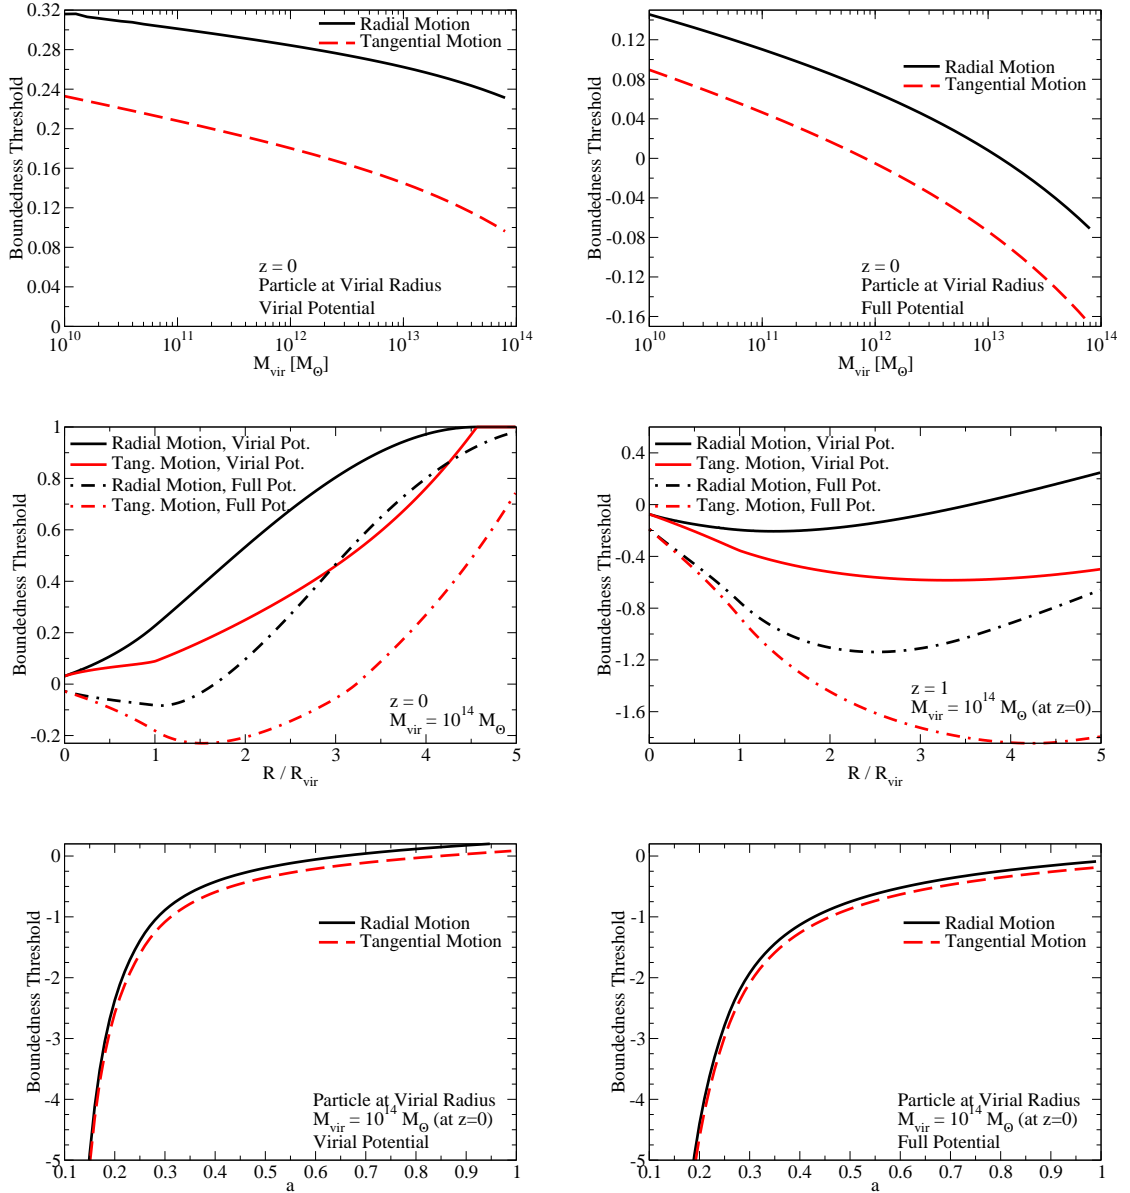 0.32
0.28
0.24
0.2
0.16
0.12
0.08
0.04
0
Boundedness Threshold
Radial Motion
Tangential Motion
z = 0
Particle at Virial Radius
Virial Potential
10^10 10^11 10^12 10^13 10^14
M_vir [M_ʘ]
0.12
0.08
0.04
0
-0.04
-0.08
-0.12
-0.16
Boundedness Threshold
Radial Motion
Tangential Motion
z = 0
Particle at Virial Radius
Full Potential
10^10 10^11 10^12 10^13 10^14
M_vir [M_ʘ]
1
0.8
0.6
0.4
0.2
0
-0.2
Boundedness Threshold
Radial Motion, Virial Pot.
Tang. Motion, Virial Pot.
Radial Motion, Full Pot.
Tang. Motion, Full Pot.
z = 0
M_vir = 10^14 M_ʘ
0 1 2 3 4 5
R / R_vir
0.4
0
-0.4
-0.8
-1.2
-1.6
Boundedness Threshold
Radial Motion, Virial Pot.
Tang. Motion, Virial Pot.
Radial Motion, Full Pot.
Tang. Motion, Full Pot.
z = 1
M_vir = 10^14 M_ʘ (at z=0)
0 1 2 3 4 5
R / R_vir
0
-1
-2
-3
-4
-5
Boundedness Threshold
Radial Motion
Tangential Motion
Particle at Virial Radius
M_vir = 10^14 M_ʘ (at z=0)
Virial Potential
0.1 0.2 0.3 0.4 0.5 0.6 0.7 0.8 0.9 1
a
0
-1
-2
-3
-4
-5
Boundedness Threshold
Radial Motion
Tangential Motion
Particle at Virial Radius
M_vir = 10^14 M_ʘ (at z=0)
Full Potential
0.1 0.2 0.3 0.4 0.5 0.6 0.7 0.8 0.9 1
a